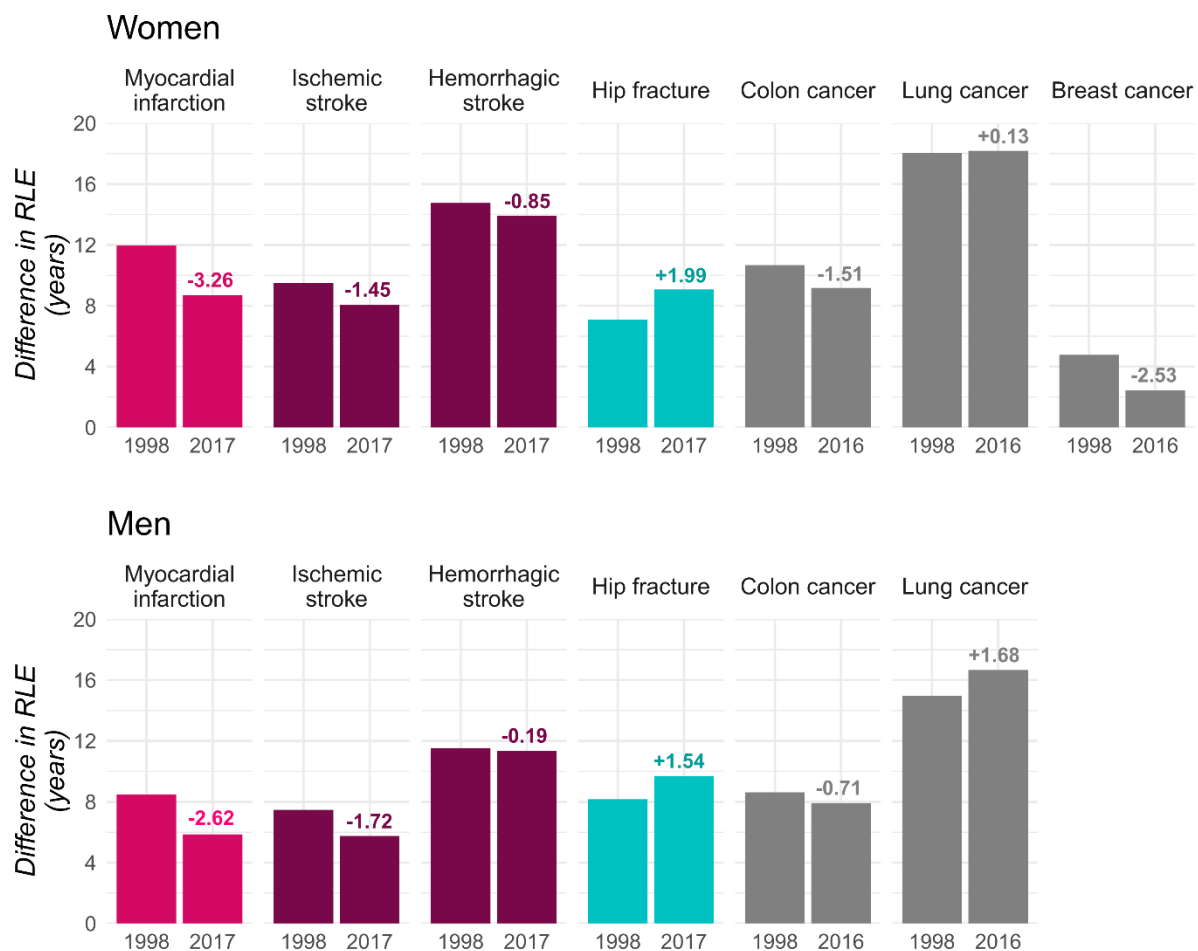 Women
Myocardial
infarction
Ischemic
stroke
Hemorrhagic
stroke
Hip fracture
Colon cancer
Lung cancer
Breast cancer
Difference in RLE
(years)
20
16
12
8
4
0
-3.26
-1.45
-0.85
+1.99
-1.51
+0.13
-2.53
1998 2017
1998 2017
1998 2017
1998 2017
1998 2016
1998 2016
1998 2016
Men
Myocardial
infarction
Ischemic
stroke
Hemorrhagic
stroke
Hip fracture
Colon cancer
Lung cancer
Difference in RLE
(years)
20
16
12
8
4
0
-2.62
-1.72
-0.19
+1.54
-0.71
+1.68
1998 2017
1998 2017
1998 2017
1998 2017
1998 2016
1998 2016